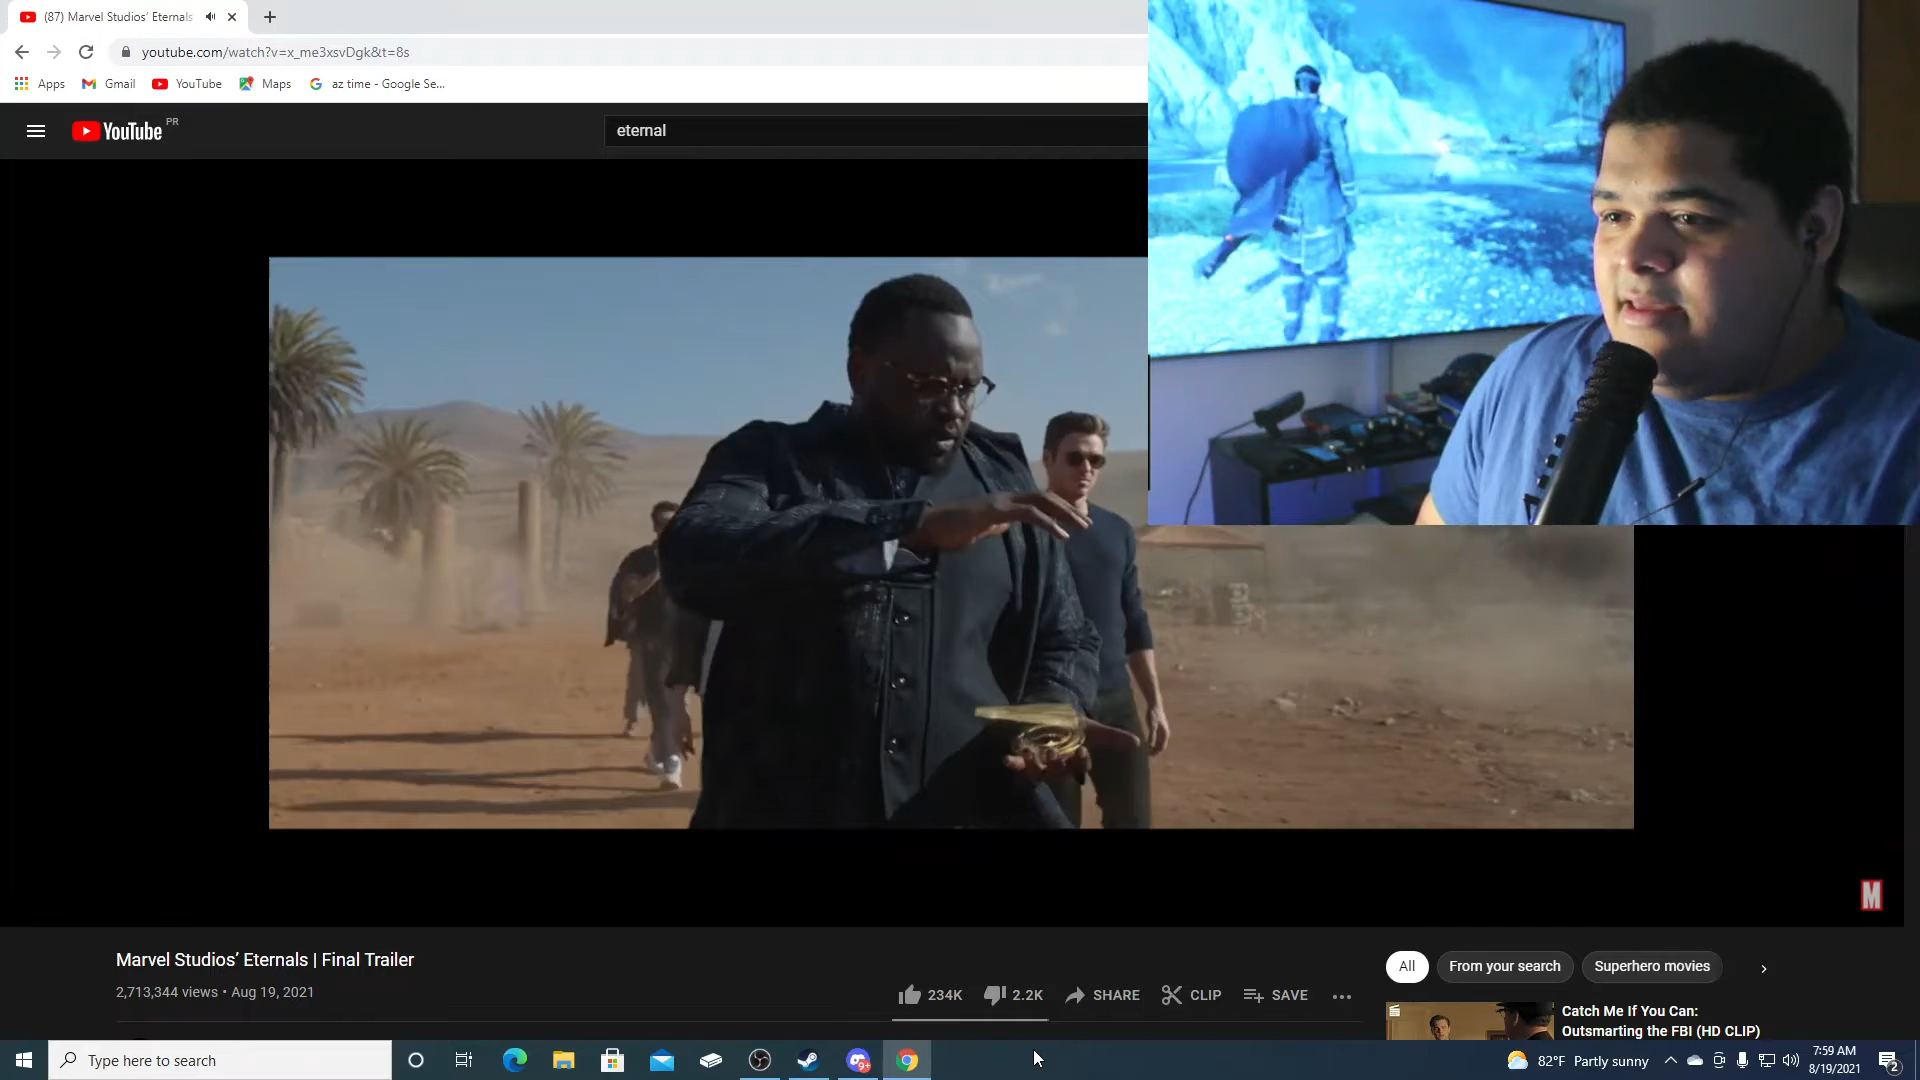 (87) Marvel Studios' Eternals
youtube.com/watch?v=x_me3xsvDgk&t=8s
Apps Gmail YouTube Maps az time - Google Se...
YouTube PR
eternal
M
Marvel Studios' Eternals | Final Trailer
2,713,344 views • Aug 19, 2021
234K 2.2K SHARE CLIP SAVE
All From your search Superhero movies
Catch Me If You Can:
Outsmarting the FBI (HD CLIP)
Type here to search
9+
82°F Partly sunny
7:59 AM
8/19/2021
2